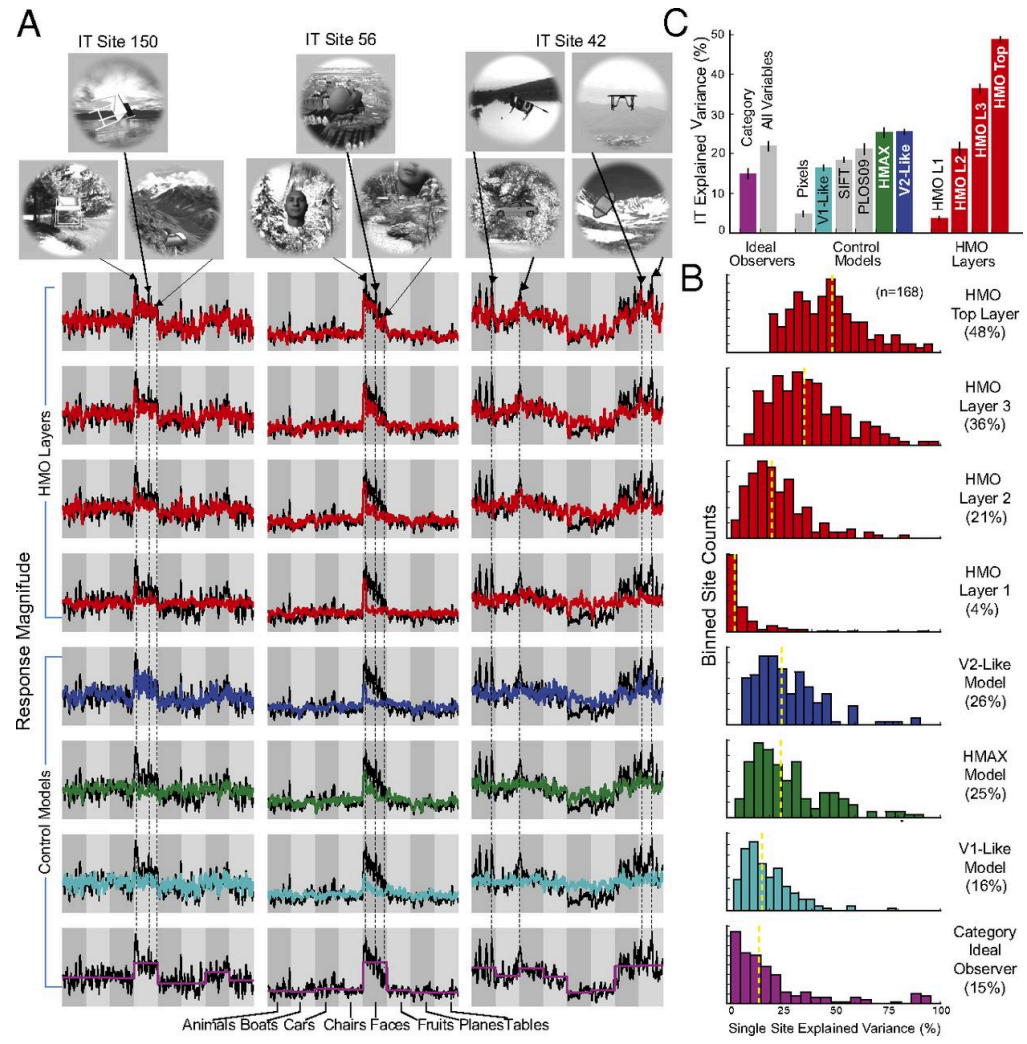 A
IT Site 150
IT Site 56
IT Site 42
HMO Layers
Control Models
Response Magnitude
Animals Boats Cars Chairs Faces Fruits Planes Tables
C
IT Explained Variance (%)
50
40
30
20
10
0
Category
All Variables
Pixels
V1-Like
SIFT
PLOS09
HMAX
V2-Like
HMO L1
HMO L2
HMO L3
HMO Top
Ideal
Observers
Control
Models
HMO
Layers
B
Binned Site Counts
(n=168)
HMO
Top Layer
(48%)
HMO
Layer 3
(36%)
HMO
Layer 2
(21%)
HMO
Layer 1
(4%)
V2-Like
Model
(26%)
HMAX
Model
(25%)
V1-Like
Model
(16%)
Category
Ideal
Observer
(15%)
0 20 40 60 80 100
Single Site Explained Variance (%)